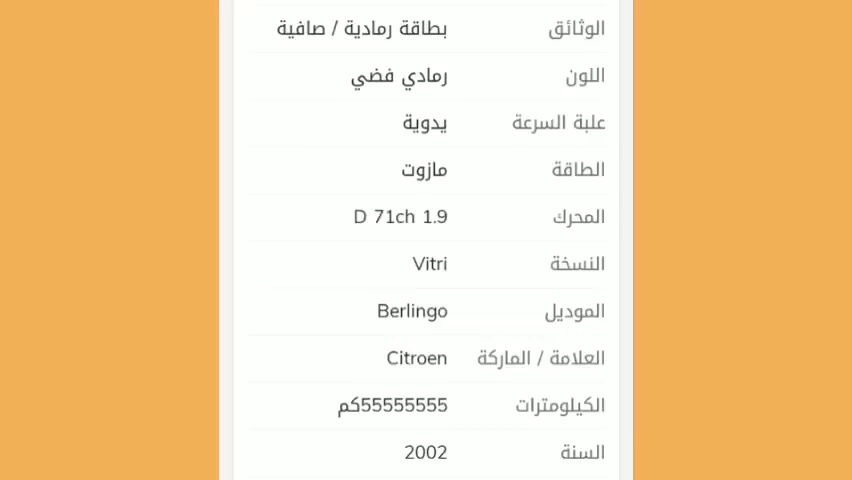 الوثائق بطاقة رمادية / صافية
اللون رمادي فضي
علبة السرعة يدوية
الطاقة مازوت
المحرك 1.9 D 71ch
النسخة Vitri
الموديل Berlingo
العلامة / الماركة Citroen
الكيلومترات 55555555كم
السنة 2002